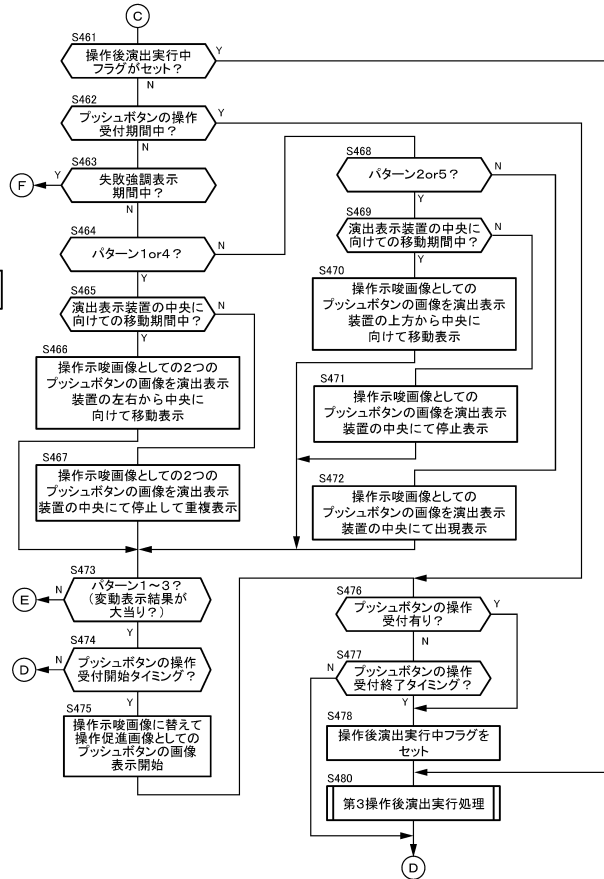 C
S461
操作後演出実行中
フラグがセット？
Y
N
S462
プッシュボタンの操作
受付期間中？
Y
N
S463
失敗強調表示
期間中？
Y
F
N
S464
パターン1or4？
N
Y
S465
演出表示装置の中央に
向けての移動期間中？
N
Y
S466
操作示唆画像としての2つの
プッシュボタンの画像を演出表示
装置の左右から中央に
向けて移動表示
S467
操作示唆画像としての2つの
プッシュボタンの画像を演出表示
装置の中央にて停止して重複表示
S468
パターン2or5？
N
Y
S469
演出表示装置の中央に
向けての移動期間中？
N
Y
S470
操作示唆画像としての
プッシュボタンの画像を演出表示
装置の上方から中央に
向けて移動表示
S471
操作示唆画像としての
プッシュボタンの画像を演出表示
装置の中央にて停止表示
S472
操作示唆画像としての
プッシュボタンの画像を演出表示
装置の中央にて出現表示
S473
パターン1～3？
（変動表示結果が
大当り？）
N
E
Y
S474
プッシュボタンの操作
受付開始タイミング？
N
D
Y
S475
操作示唆画像に替えて
操作促進画像としての
プッシュボタンの画像
表示開始
S476
プッシュボタンの操作
受付有り？
Y
N
S477
プッシュボタンの操作
受付終了タイミング？
N
Y
S478
操作後演出実行中フラグを
セット
S480
第3操作後演出実行処理
D